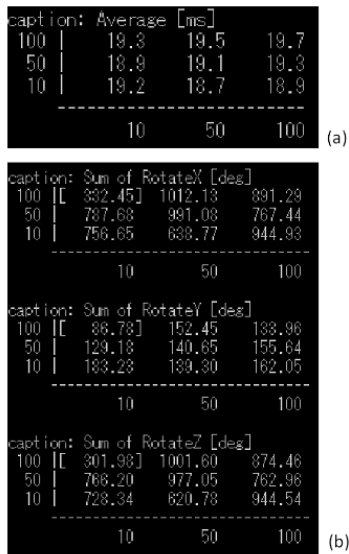 caption: Average [ms]
100 | 19.3 19.5 19.7
50 | 18.9 19.1 19.3
10 | 19.2 18.7 18.9
------------------------------
10 50 100
(a)
caption: Sum of RotateX [deg]
100 |[ 332.45] 1012.13 891.29
50 | 787.68 991.08 767.44
10 | 756.65 638.77 944.93
------------------------------
10 50 100
caption: Sum of RotateY [deg]
100 |[ 86.78] 152.45 133.96
50 | 129.18 140.65 155.64
10 | 183.23 139.30 162.05
------------------------------
10 50 100
caption: Sum of RotateZ [deg]
100 |[ 301.98] 1001.60 874.46
50 | 766.20 977.05 762.96
10 | 728.34 620.78 944.54
------------------------------
10 50 100
(b)